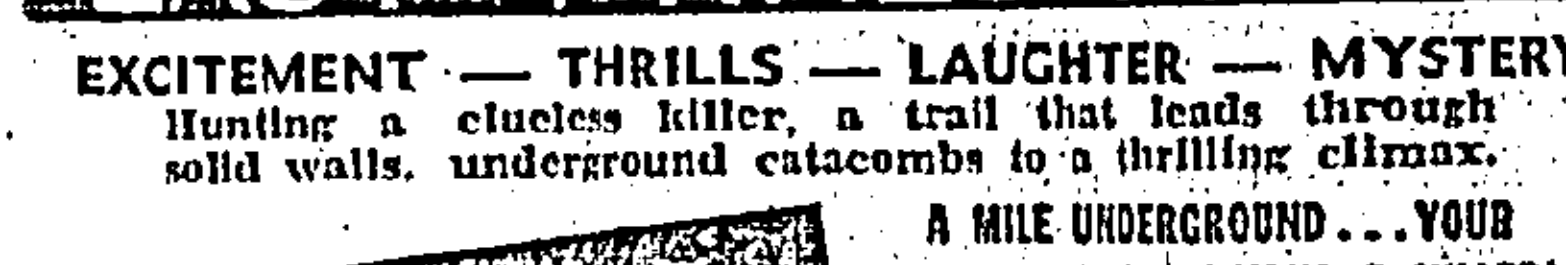 EXCITEMENT — THRILLS — LAUGHTER — MYSTERY
Hunting a clueless killer, a trail that leads through
solid walls, underground catacombs to a thrilling climax.
A MILE UNDERGROUND...YOUR